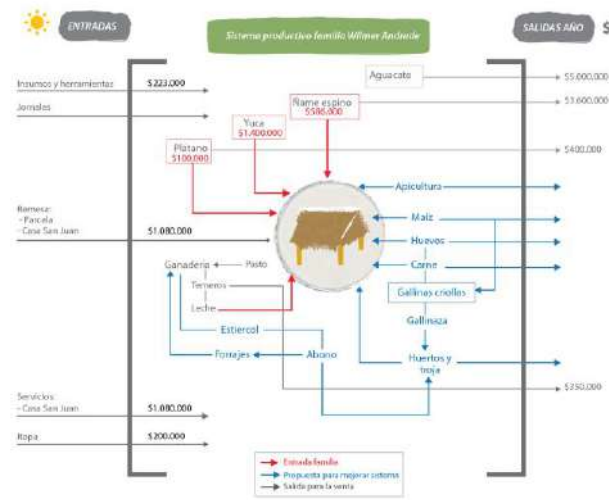 ENTRADAS
Sistema productivo familia Wilmer Andrade
SALIDAS AÑO
$
Insumos y herramientas $223.000
Aguacate $5.000.000
Jornales
Ñame espino $3.600.000
$586.000
Yuca
$1.400.000
Plátano $400.000
$100.000
Apicultura
Remesa:
- Parcela
- Casa San Juan $1.080.000
Maíz
Huevos
Carne
Ganadería Pasto
Terneros
Leche
Gallinas criollas
Gallinaza
Estiercol
Forrajes Abono
Huertos y
troja
$750.000
Servicios:
- Casa San Juan $1.080.000
Ropa $200.000
Entrada familia
Propuesta para mejorar sistema
Salida para la venta